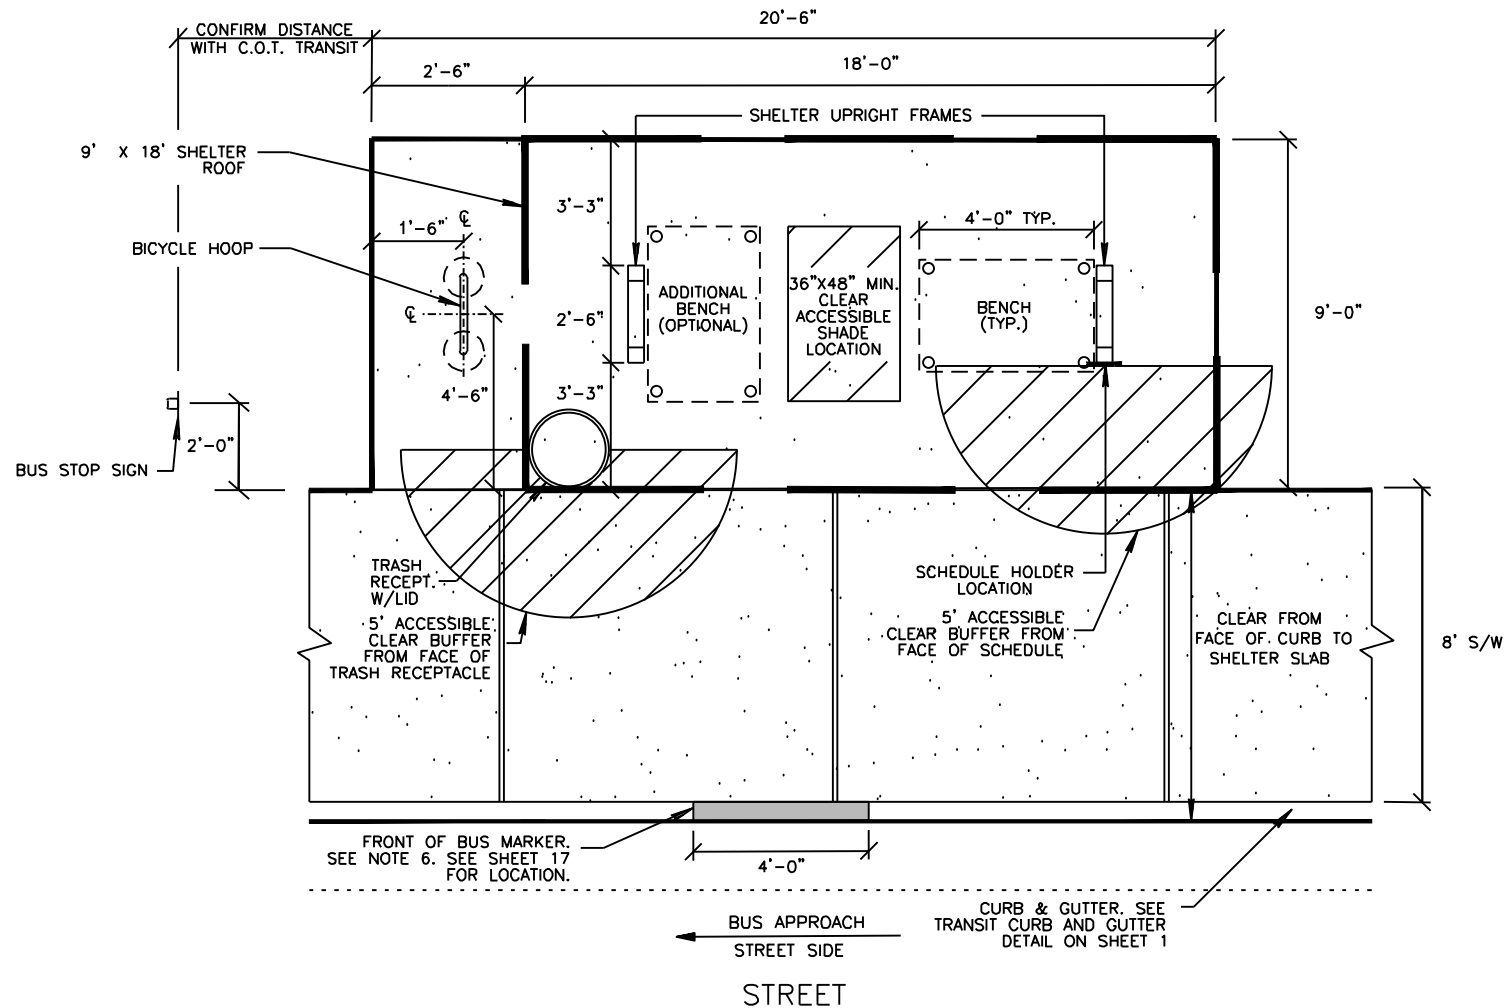 20'-6"
CONFIRM DISTANCE
WITH C.O.T. TRANSIT
2'-6"
18'-0"
SHELTER UPRIGHT FRAMES
9' X 18' SHELTER
ROOF
3'-3"
4'-0" TYP.
1'-6"
℄
BICYCLE HOOP
℄
ADDITIONAL
BENCH
(OPTIONAL)
36"X48" MIN.
CLEAR
ACCESSIBLE
SHADE
LOCATION
BENCH
(TYP.)
2'-6"
9'-0"
4'-6"
3'-3"
2'-0"
BUS STOP SIGN
TRASH
RECEPT.
W/LID
5' ACCESSIBLE
CLEAR BUFFER
FROM FACE OF
TRASH RECEPTACLE
SCHEDULE HOLDER
LOCATION
5' ACCESSIBLE
CLEAR BUFFER FROM
FACE OF SCHEDULE
CLEAR FROM
FACE OF CURB TO
SHELTER SLAB
8' S/W
FRONT OF BUS MARKER.
SEE NOTE 6. SEE SHEET 17
FOR LOCATION.
4'-0"
CURB & GUTTER. SEE
TRANSIT CURB AND GUTTER
DETAIL ON SHEET 1
BUS APPROACH
STREET SIDE
STREET